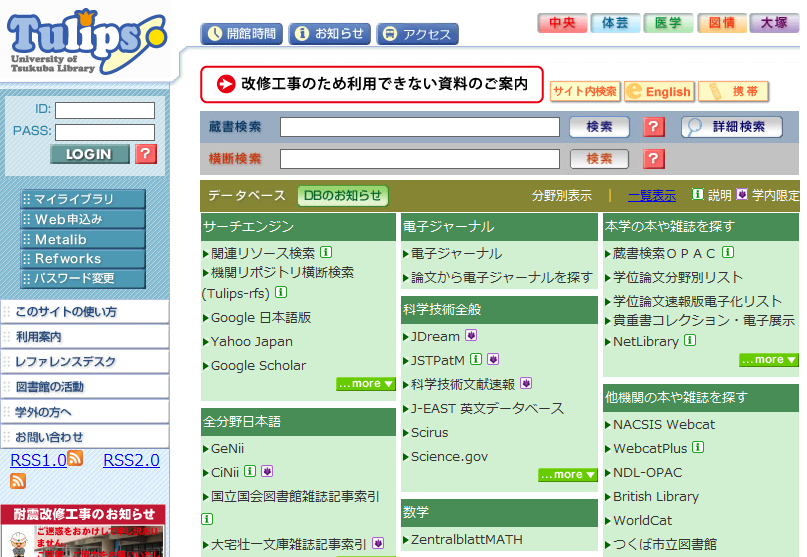 Tulips
University of
Tsukuba Library
開館時間
お知らせ
アクセス
中央
体芸
医学
図情
大塚
改修工事のため利用できない資料のご案内
サイト内検索
English
携帯
ID:
PASS:
LOGIN
?
蔵書検索
検索
?
詳細検索
横断検索
検索
?
マイライブラリ
Web申込み
Metalib
Refworks
パスワード変更
このサイトの使い方
利用案内
レファレンスデスク
図書館の活動
学外の方へ
お問い合わせ
RSS1.0
RSS2.0
耐震改修工事のお知らせ
ご迷惑をおかけして申し訳あり
ません
データベース
DBのお知らせ
分野別表示 | 一覧表示
説明
学内限定
サーチエンジン
関連リソース検索
機関リポジトリ横断検索
(Tulips-rfs)
Google 日本語版
Yahoo Japan
Google Scholar
...more
全分野日本語
GeNii
CiNii
国立国会図書館雑誌記事索引
大宅壮一文庫雑誌記事索引
電子ジャーナル
電子ジャーナル
論文から電子ジャーナルを探す
科学技術全般
JDream
JSTPatM
科学技術文献速報
J-EAST 英文データベース
Scirus
Science.gov
...more
数学
ZentralblattMATH
本学の本や雑誌を探す
蔵書検索ＯＰＡＣ
学位論文分野別リスト
学位論文速報版電子化リスト
貴重書コレクション・電子展示
NetLibrary
...more
他機関の本や雑誌を探す
NACSIS Webcat
WebcatPlus
NDL-OPAC
British Library
WorldCat
つくば市立図書館